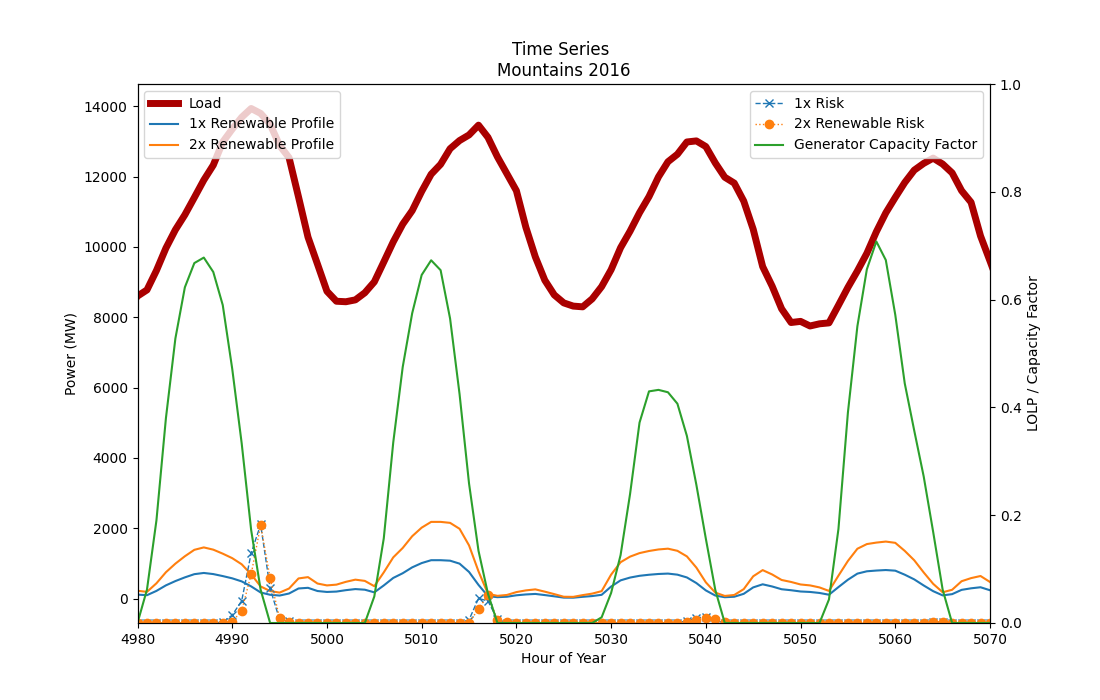 Time Series
Mountains 2016
Load
1x Renewable Profile
2x Renewable Profile
1x Risk
2x Renewable Risk
Generator Capacity Factor
Power (MW)
14000
12000
10000
8000
6000
4000
2000
0
1.0
0.8
0.6
0.4
0.2
0.0
LOLP / Capacity Factor
4980 4990 5000 5010 5020 5030 5040 5050 5060 5070
Hour of Year